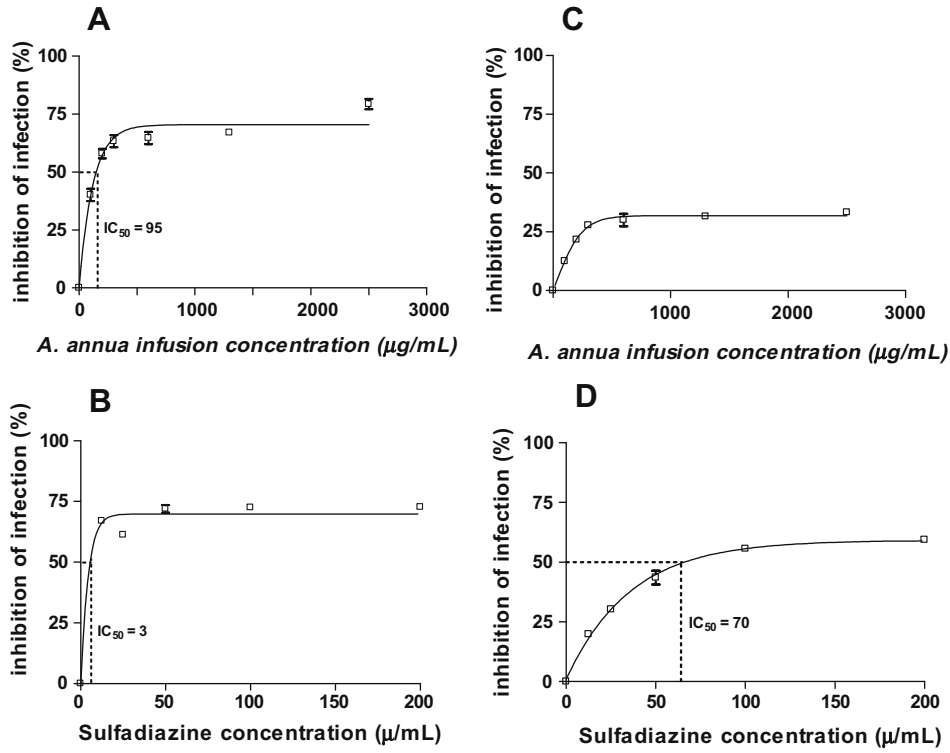 A
inhibition of infection (%)
100
75
50
25
0
IC50 = 95
0 1000 2000 3000
A. annua infusion concentration (μg/mL)
C
inhibition of infection (%)
100
75
50
25
0
1000 2000 3000
A. annua infusion concentration (μg/mL)
B
inhibition of infection (%)
100
75
50
25
0
IC50 = 3
0 50 100 150 200
Sulfadiazine concentration (μ/mL)
D
inhibition of infection (%)
100
75
50
25
0
IC50 = 70
0 50 100 150 200
Sulfadiazine concentration (μ/mL)